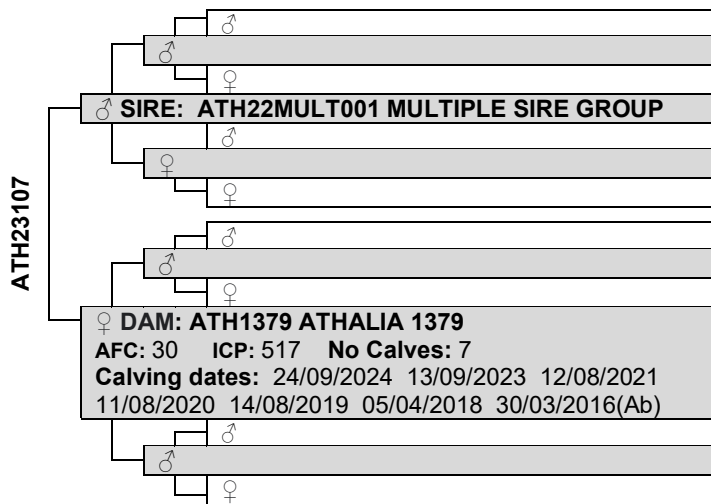 ATH23107
♂
♂
♀
♂ SIRE: ATH22MULT001 MULTIPLE SIRE GROUP
♂
♀
♀
♂
♂
♀
♀ DAM: ATH1379 ATHALIA 1379
AFC: 30 ICP: 517 No Calves: 7
Calving dates: 24/09/2024 13/09/2023 12/08/2021
11/08/2020 14/08/2019 05/04/2018 30/03/2016(Ab)
♂
♂
♀